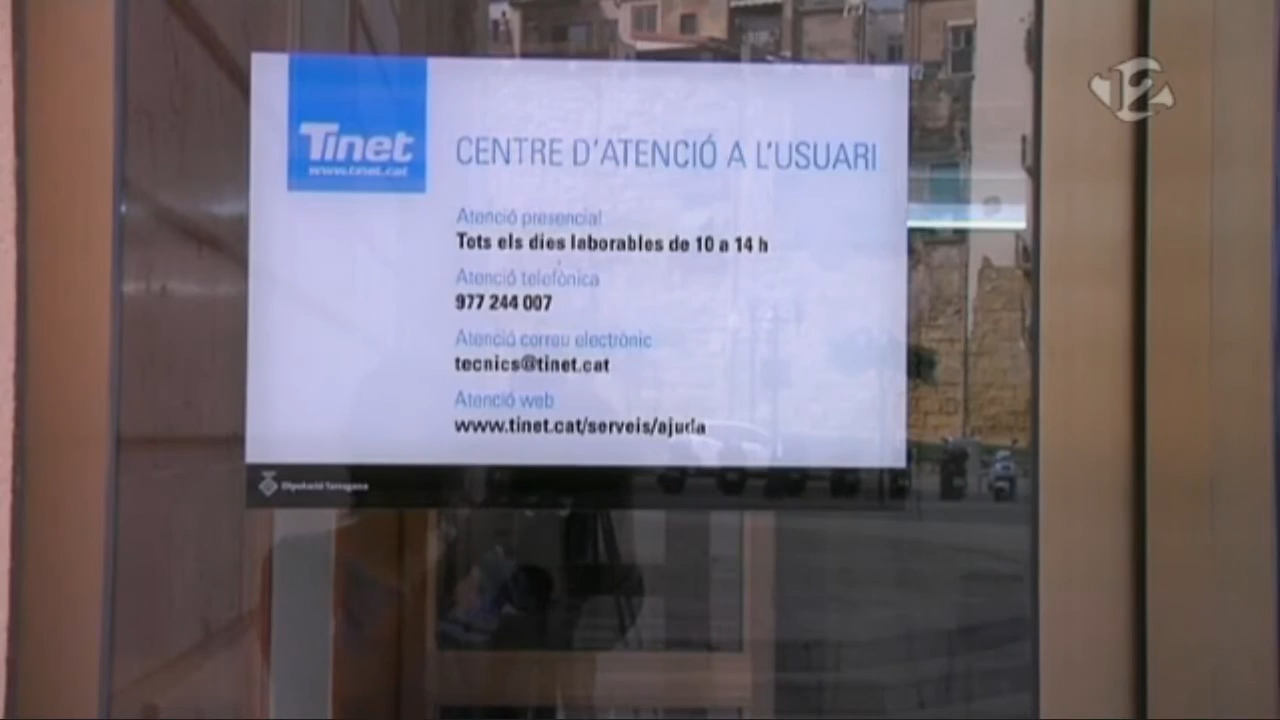 Tinet
www.tinet.cat
CENTRE D'ATENCIÓ A L'USUARI
Atenció presencial
Tots els dies laborables de 10 a 14 h
Atenció telefònica
977 244 007
Atenció correu electrònic
tecnics@tinet.cat
Atenció web
www.tinet.cat/serveis/ajuda
Diputació Tarragona
12